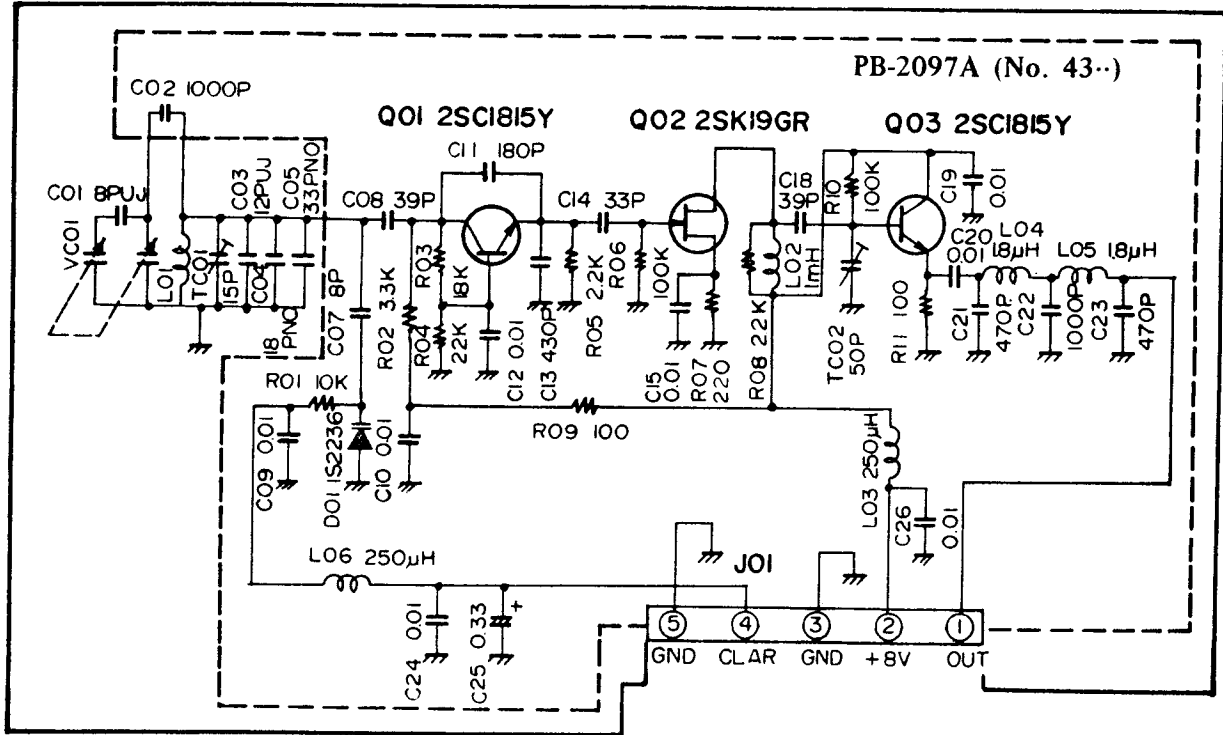 PB-2097A (No. 43··)
C02 1000P
Q01 2SC1815Y
Q02 2SK19GR
Q03 2SC1815Y
C11 180P
C01 8PUJ
VC01
L01
TC01
15P
C03
12PUJ
C04
18
PNO
C05
33PNO
C08 39P
C07 8P
R02 3.3K
R03
18K
R04
22K
C12 0.01
C13 430P
C14 33P
R05 2.2K
R06
100K
C15
0.01
R07
220
C18
39P
L02
1mH
R08 22K
R10
100K
TC02
50P
C19
0.01
C20
0.01
R11 100
L04
1.8µH
L05 1.8µH
C21
470P
C22
1000P
C23
470P
R01 10K
C09 0.01
D01 1S2236
C10 0.01
R09 100
L03 250µH
C26
0.01
L06 250µH
C24 0.01
C25 0.33
+
J01
5 4 3 2 1
GND CLAR GND +8V OUT